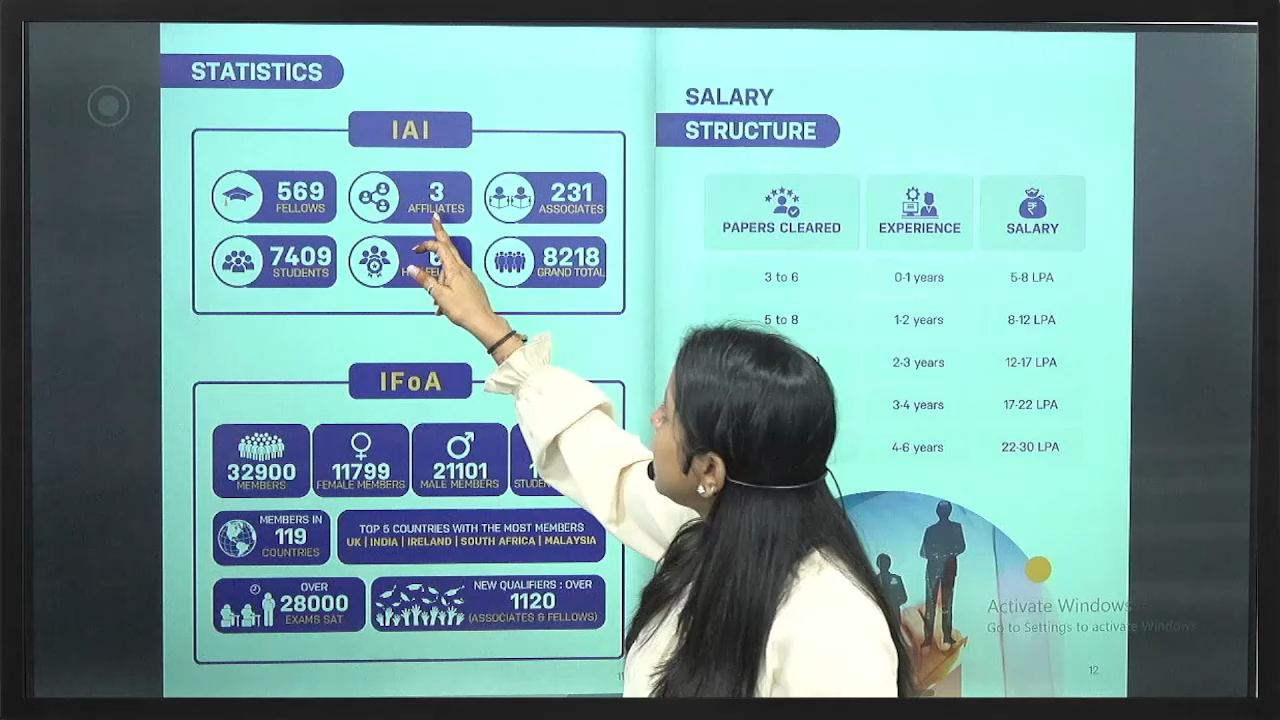 STATISTICS
IAI
569
FELLOWS
3
AFFILIATES
231
ASSOCIATES
7409
STUDENTS
8218
GRAND TOTAL
IFoA
32900
MEMBERS
11799
FEMALE MEMBERS
21101
MALE MEMBERS
MEMBERS IN
119
COUNTRIES
TOP 5 COUNTRIES WITH THE MOST MEMBERS
UK | INDIA | IRELAND | SOUTH AFRICA | MALAYSIA
OVER
28000
EXAMS SAT
NEW QUALIFIERS : OVER
1120
(ASSOCIATES & FELLOWS)
SALARY
STRUCTURE
PAPERS CLEARED EXPERIENCE SALARY
3 to 6 0-1 years 5-8 LPA
5 to 8 1-2 years 8-12 LPA
2-3 years 12-17 LPA
3-4 years 17-22 LPA
4-6 years 22-30 LPA
Activate Windows
Go to Settings to activate Windows
12